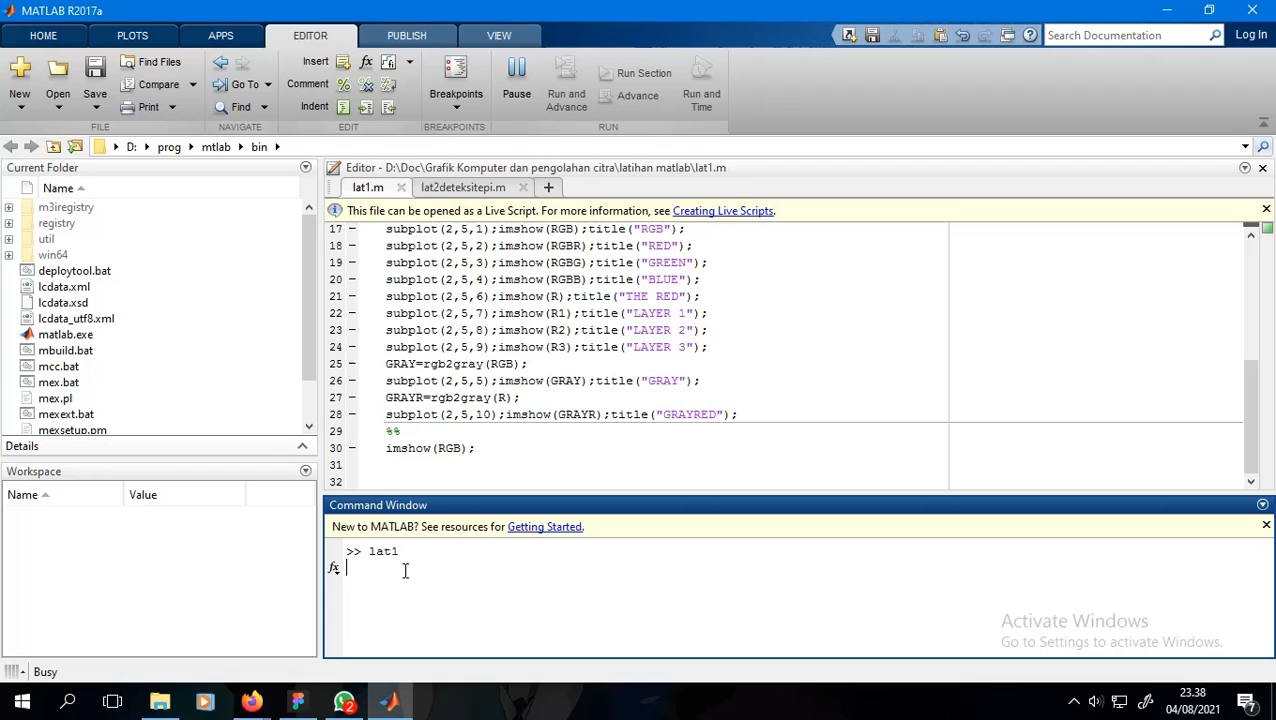 MATLAB R2017a
HOME PLOTS APPS EDITOR PUBLISH VIEW Search Documentation Log In
New Open Save Find Files Compare Print Go To Find Insert fx Comment Indent Breakpoints Pause Run and Advance Run Section Advance Run and Time
FILE NAVIGATE EDIT BREAKPOINTS RUN
D: prog mtlab bin
Current Folder
Name
m3iregistry
registry
util
win64
deploytool.bat
lcdata.xml
lcdata.xsd
lcdata_utf8.xml
matlab.exe
mbuild.bat
mcc.bat
mex.bat
mex.pl
mexext.bat
mexsetup.pm
Details
Workspace
Name Value
Editor - D:\Doc\Grafik Komputer dan pengolahan citra\latihan matlab\lat1.m
lat1.m lat2deteksitepi.m
This file can be opened as a Live Script. For more information, see Creating Live Scripts.
17 - subplot(2,5,1);imshow(RGB);title("RGB");
18 - subplot(2,5,2);imshow(RGBR);title("RED");
19 - subplot(2,5,3);imshow(RGBG);title("GREEN");
20 - subplot(2,5,4);imshow(RGBB);title("BLUE");
21 - subplot(2,5,6);imshow(R);title("THE RED");
22 - subplot(2,5,7);imshow(R1);title("LAYER 1");
23 - subplot(2,5,8);imshow(R2);title("LAYER 2");
24 - subplot(2,5,9);imshow(R3);title("LAYER 3");
25 - GRAY=rgb2gray(RGB);
26 - subplot(2,5,5);imshow(GRAY);title("GRAY");
27 - GRAYR=rgb2gray(R);
28 - subplot(2,5,10);imshow(GRAYR);title("GRAYRED");
29 %%
30 - imshow(RGB);
31
32
Command Window
New to MATLAB? See resources for Getting Started.
>> lat1
fx
Activate Windows
Go to Settings to activate Windows.
Busy
2
23.38
04/08/2021
7